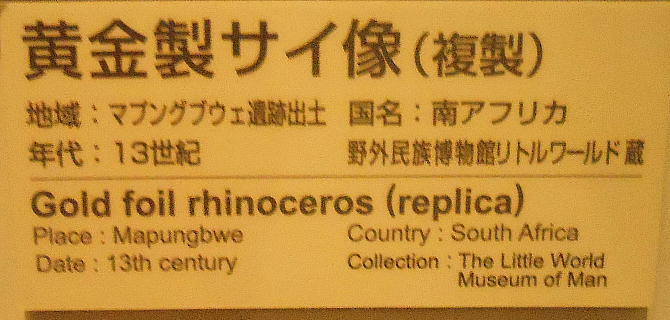 黄金製サイ像（複製）
地域：マプングブウェ遺跡出土 国名：南アフリカ
年代：13世紀 野外民族博物館リトルワールド蔵
Gold foil rhinoceros (replica)
Place : Mapungbwe Country : South Africa
Date : 13th century Collection : The Little World
Museum of Man